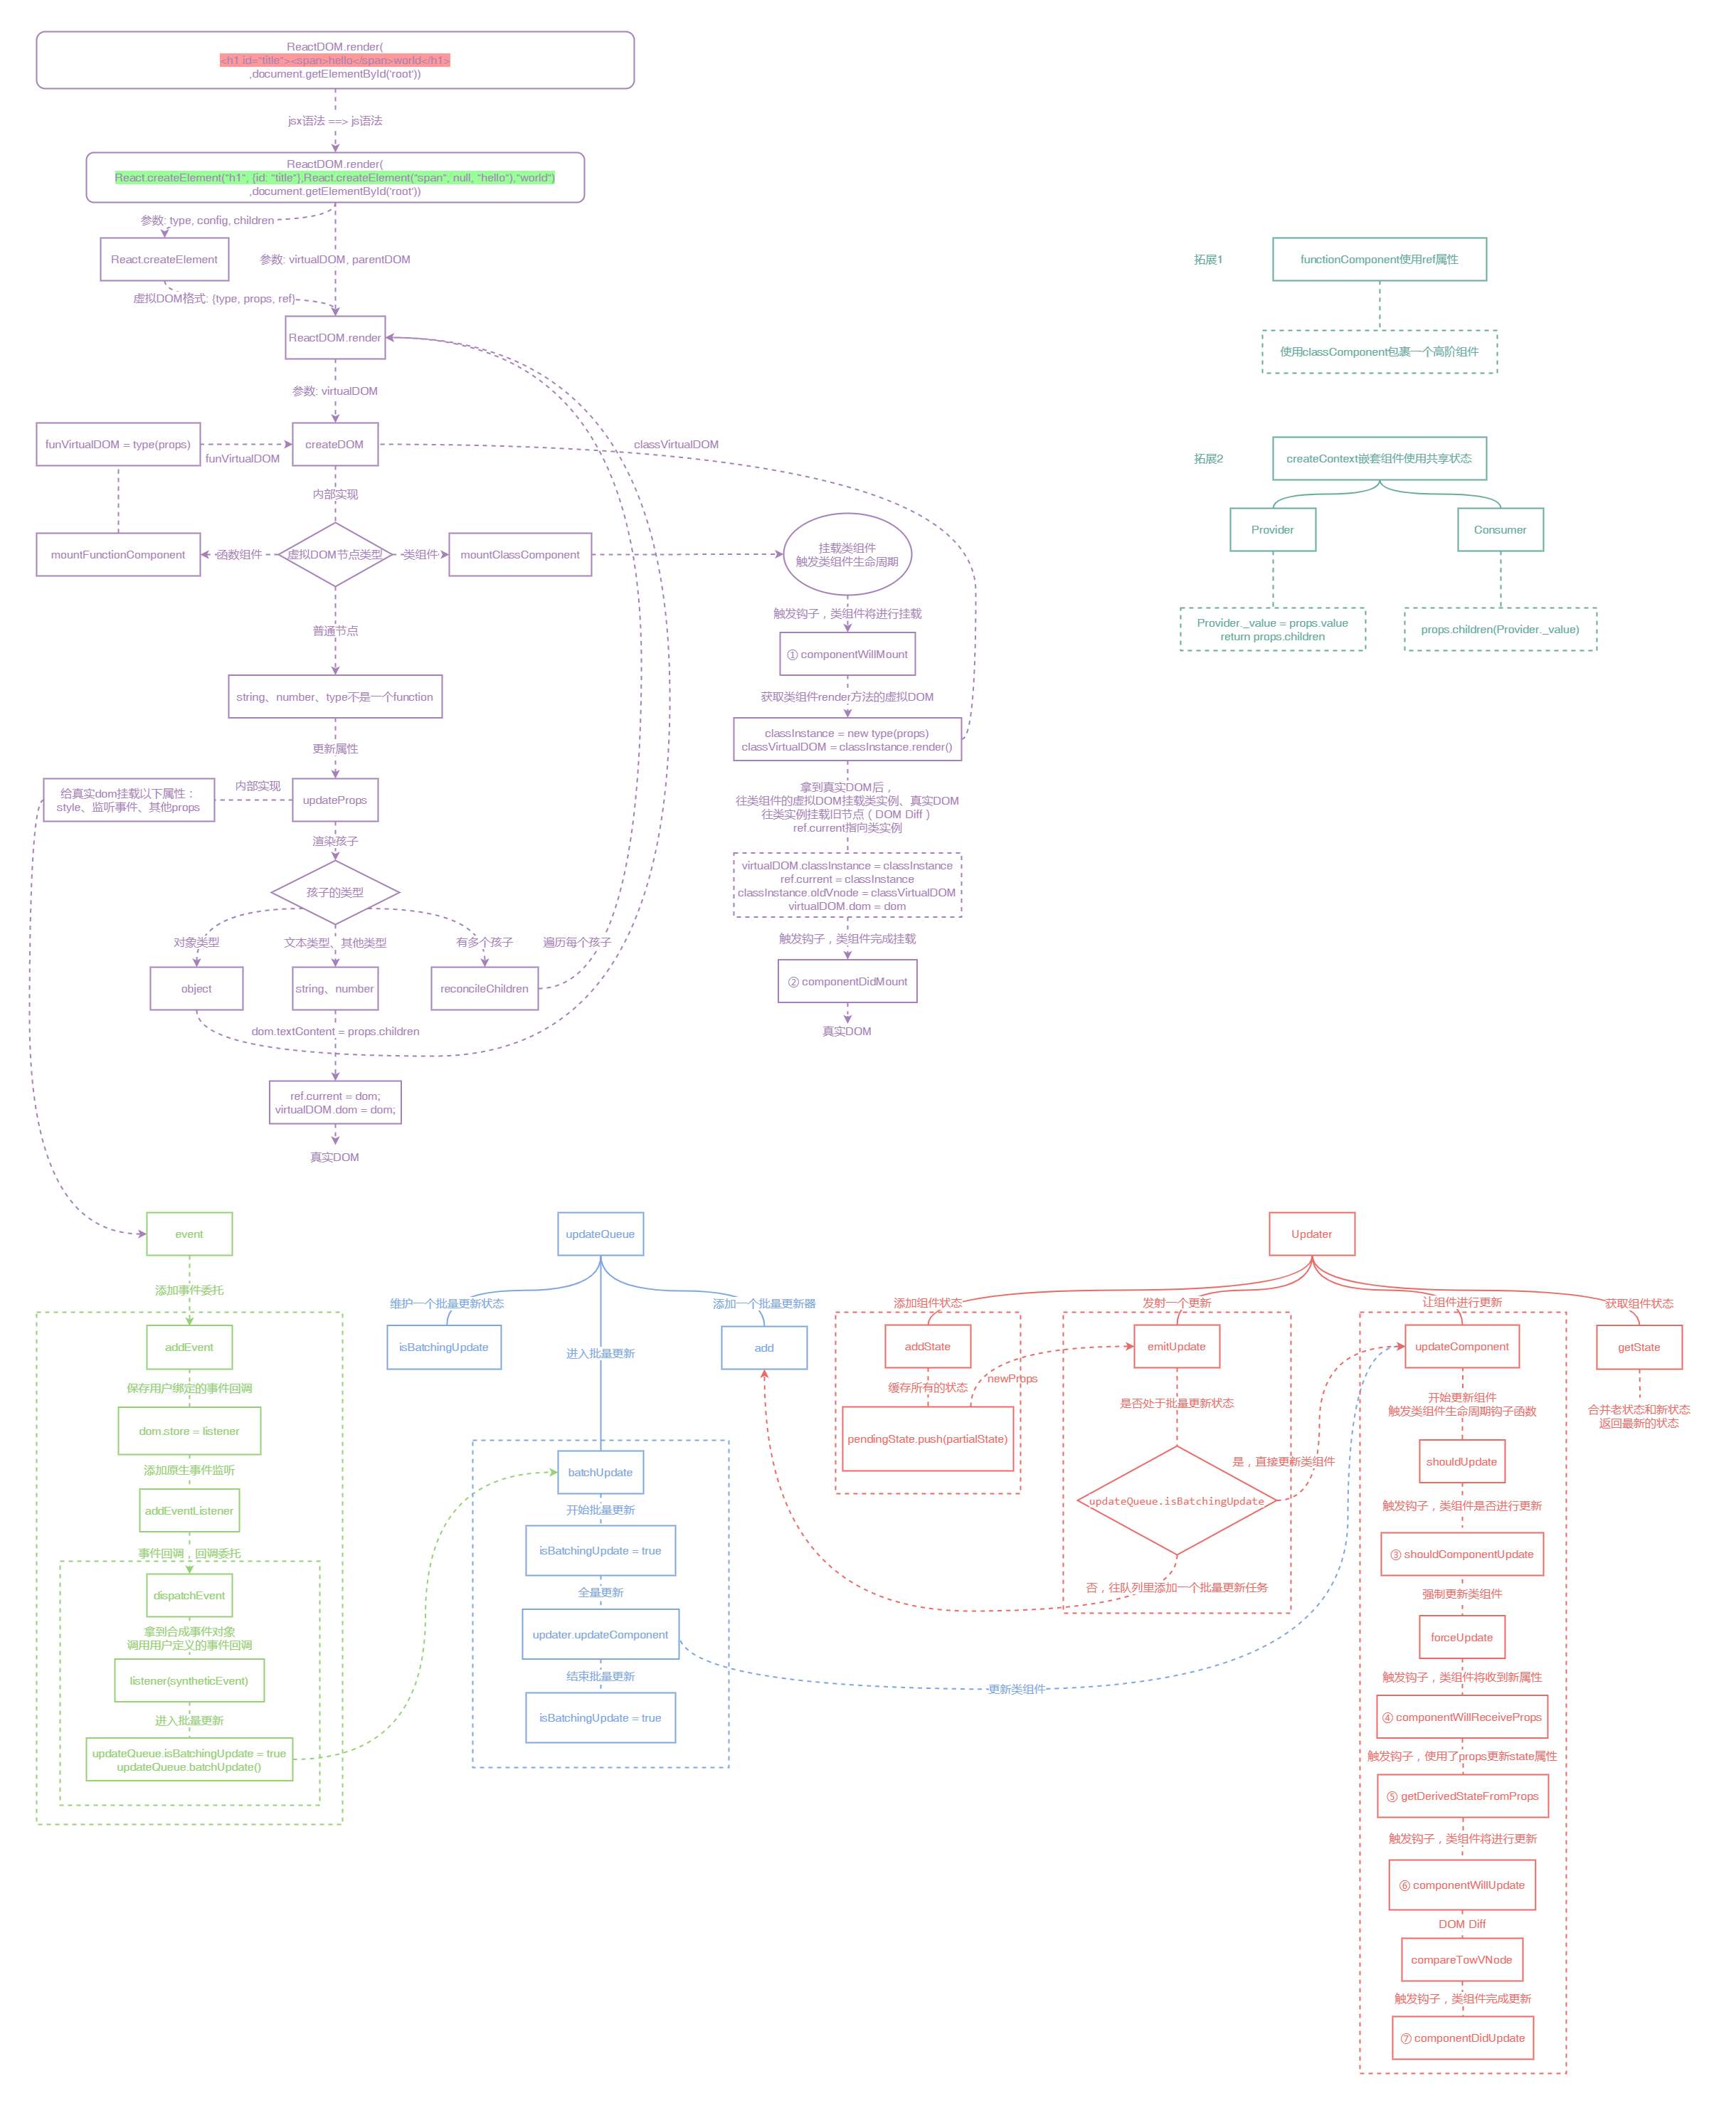 ReactDOM.render(
<h1 id="title"><span>hello</span>world</h1>
,document.getElementById('root'))
jsx语法 ==> js语法
ReactDOM.render(
React.createElement("h1", {id: "title"},React.createElement("span", null, "hello"),"world")
,document.getElementById('root'))
参数: type, config, children
React.createElement
参数: virtualDOM, parentDOM
虚拟DOM格式: {type, props, ref}
ReactDOM.render
参数: virtualDOM
funVirtualDOM = type(props)
funVirtualDOM
createDOM
classVirtualDOM
内部实现
mountFunctionComponent
函数组件
虚拟DOM节点类型
类组件
mountClassComponent
挂载类组件
触发类组件生命周期
普通节点
触发钩子，类组件将进行挂载
① componentWillMount
string、number、type不是一个function
获取类组件render方法的虚拟DOM
classInstance = new type(props)
classVirtualDOM = classInstance.render()
更新属性
给真实dom挂载以下属性：
style、监听事件、其他props
内部实现
updateProps
拿到真实DOM后，
往类组件的虚拟DOM挂载类实例、真实DOM
往类实例挂载旧节点（DOM Diff）
ref.current指向类实例
渲染孩子
孩子的类型
virtualDOM.classInstance = classInstance
ref.current = classInstance
classInstance.oldVnode = classVirtualDOM
virtualDOM.dom = dom
对象类型
文本类型、其他类型
有多个孩子
遍历每个孩子
触发钩子，类组件完成挂载
object
string、number
reconcileChildren
② componentDidMount
dom.textContent = props.children
真实DOM
ref.current = dom;
virtualDOM.dom = dom;
真实DOM
拓展1
functionComponent使用ref属性
使用classComponent包裹一个高阶组件
拓展2
createContext嵌套组件使用共享状态
Provider
Consumer
Provider._value = props.value
return props.children
props.children(Provider._value)
event
添加事件委托
addEvent
保存用户绑定的事件回调
dom.store = listener
添加原生事件监听
addEventListener
事件回调，回调委托
dispatchEvent
拿到合成事件对象
调用用户定义的事件回调
listener(syntheticEvent)
进入批量更新
updateQueue.isBatchingUpdate = true
updateQueue.batchUpdate()
updateQueue
维护一个批量更新状态
添加一个批量更新器
isBatchingUpdate
进入批量更新
add
batchUpdate
开始批量更新
isBatchingUpdate = true
全量更新
updater.updateComponent
结束批量更新
isBatchingUpdate = true
更新类组件
Updater
添加组件状态
发射一个更新
让组件进行更新
获取组件状态
addState
emitUpdate
updateComponent
getState
缓存所有的状态
newProps
是否处于批量更新状态
pendingState.push(partialState)
是，直接更新类组件
updateQueue.isBatchingUpdate
否，往队列里添加一个批量更新任务
合并老状态和新状态
返回最新的状态
开始更新组件
触发类组件生命周期钩子函数
shouldUpdate
触发钩子，类组件是否进行更新
③ shouldComponentUpdate
强制更新类组件
forceUpdate
触发钩子，类组件将收到新属性
④ componentWillReceiveProps
触发钩子，使用了props更新state属性
⑤ getDerivedStateFromProps
触发钩子，类组件将进行更新
⑥ componentWillUpdate
DOM Diff
compareTowVNode
触发钩子，类组件完成更新
⑦ componentDidUpdate